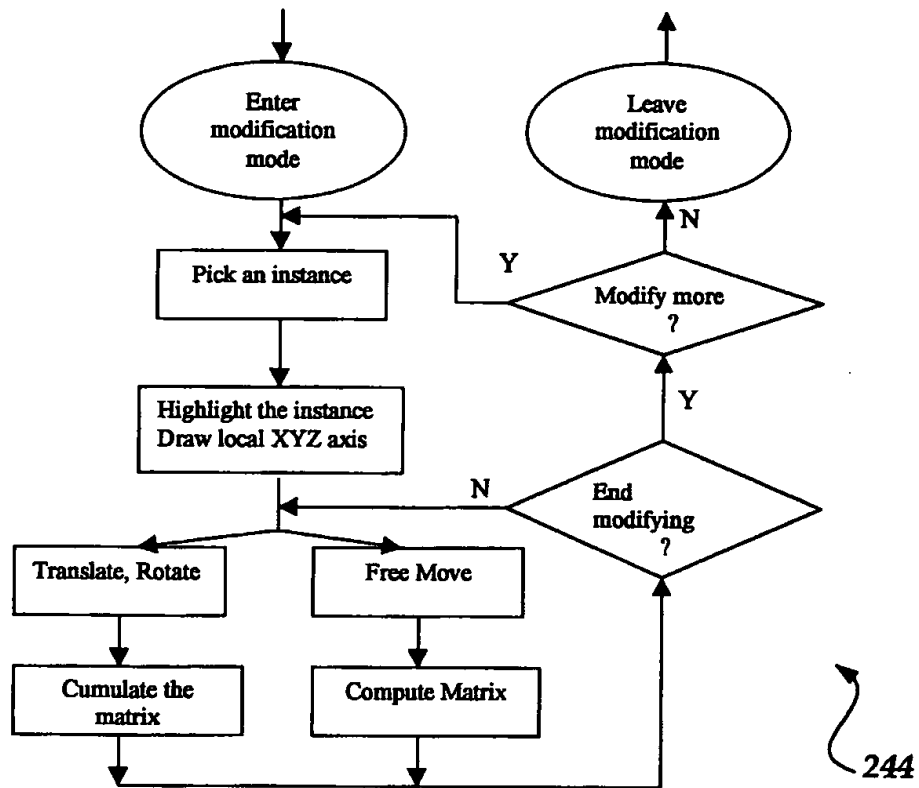 Enter
modification
mode
Leave
modification
mode
N
Pick an instance
Y
Modify more
?
Highlight the instance
Draw local XYZ axis
Y
N
End
modifying
?
Translate, Rotate
Free Move
Cumulate the
matrix
Compute Matrix
244